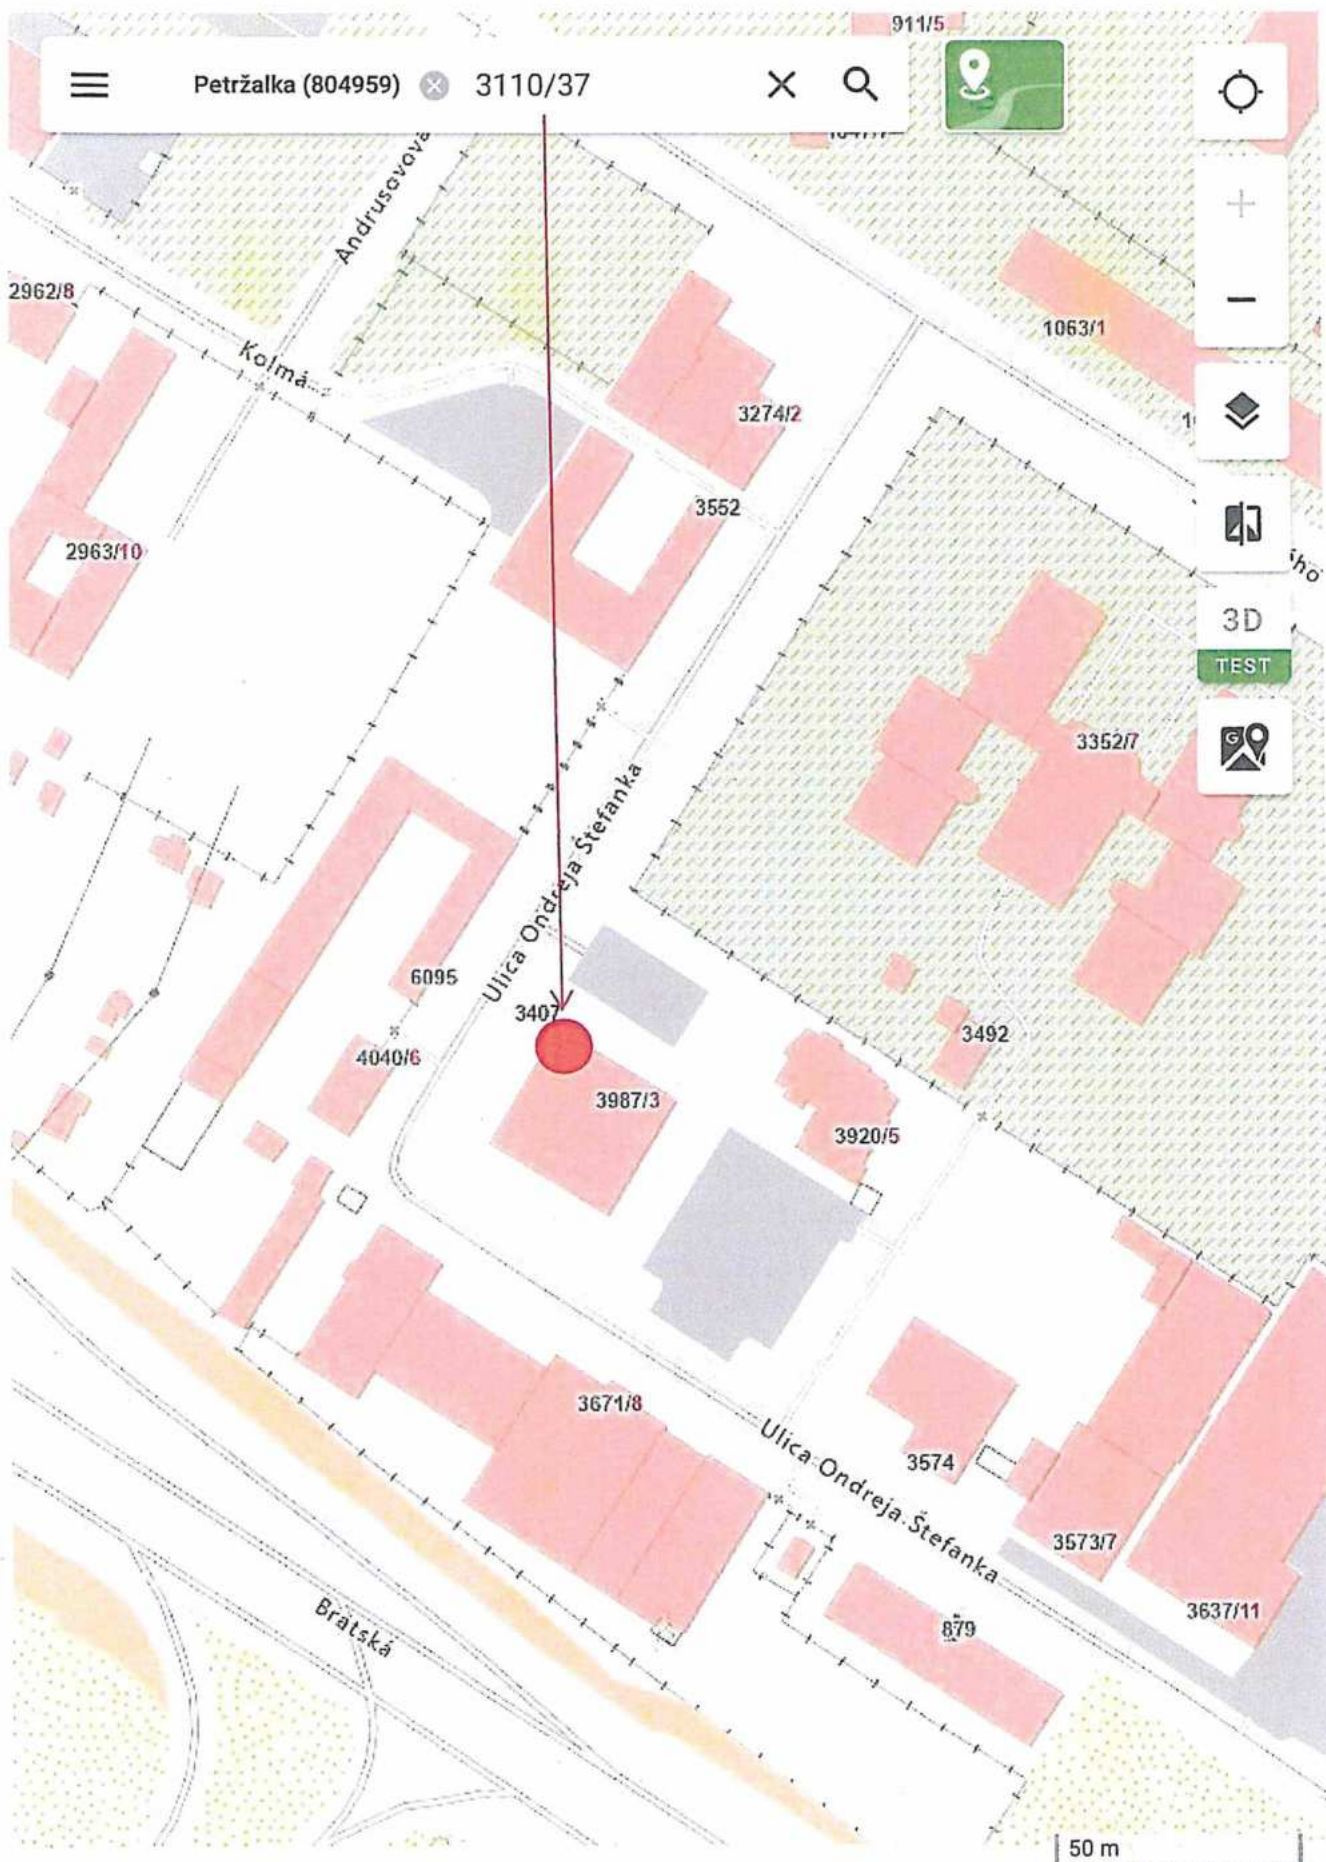 911/5
Petržalka (804959) 3110/37
Andrusovova
2962/8
1063/1
Kolmá
3274/2
3552
2963/10
3D
TEST
3352/7
Ulica Ondreja Štefanka
6095
3407
3492
4040/6
3987/3
3920/5
3671/8
Ulica Ondreja Štefanka
3574
3573/7
3637/11
Bratská
879
50 m